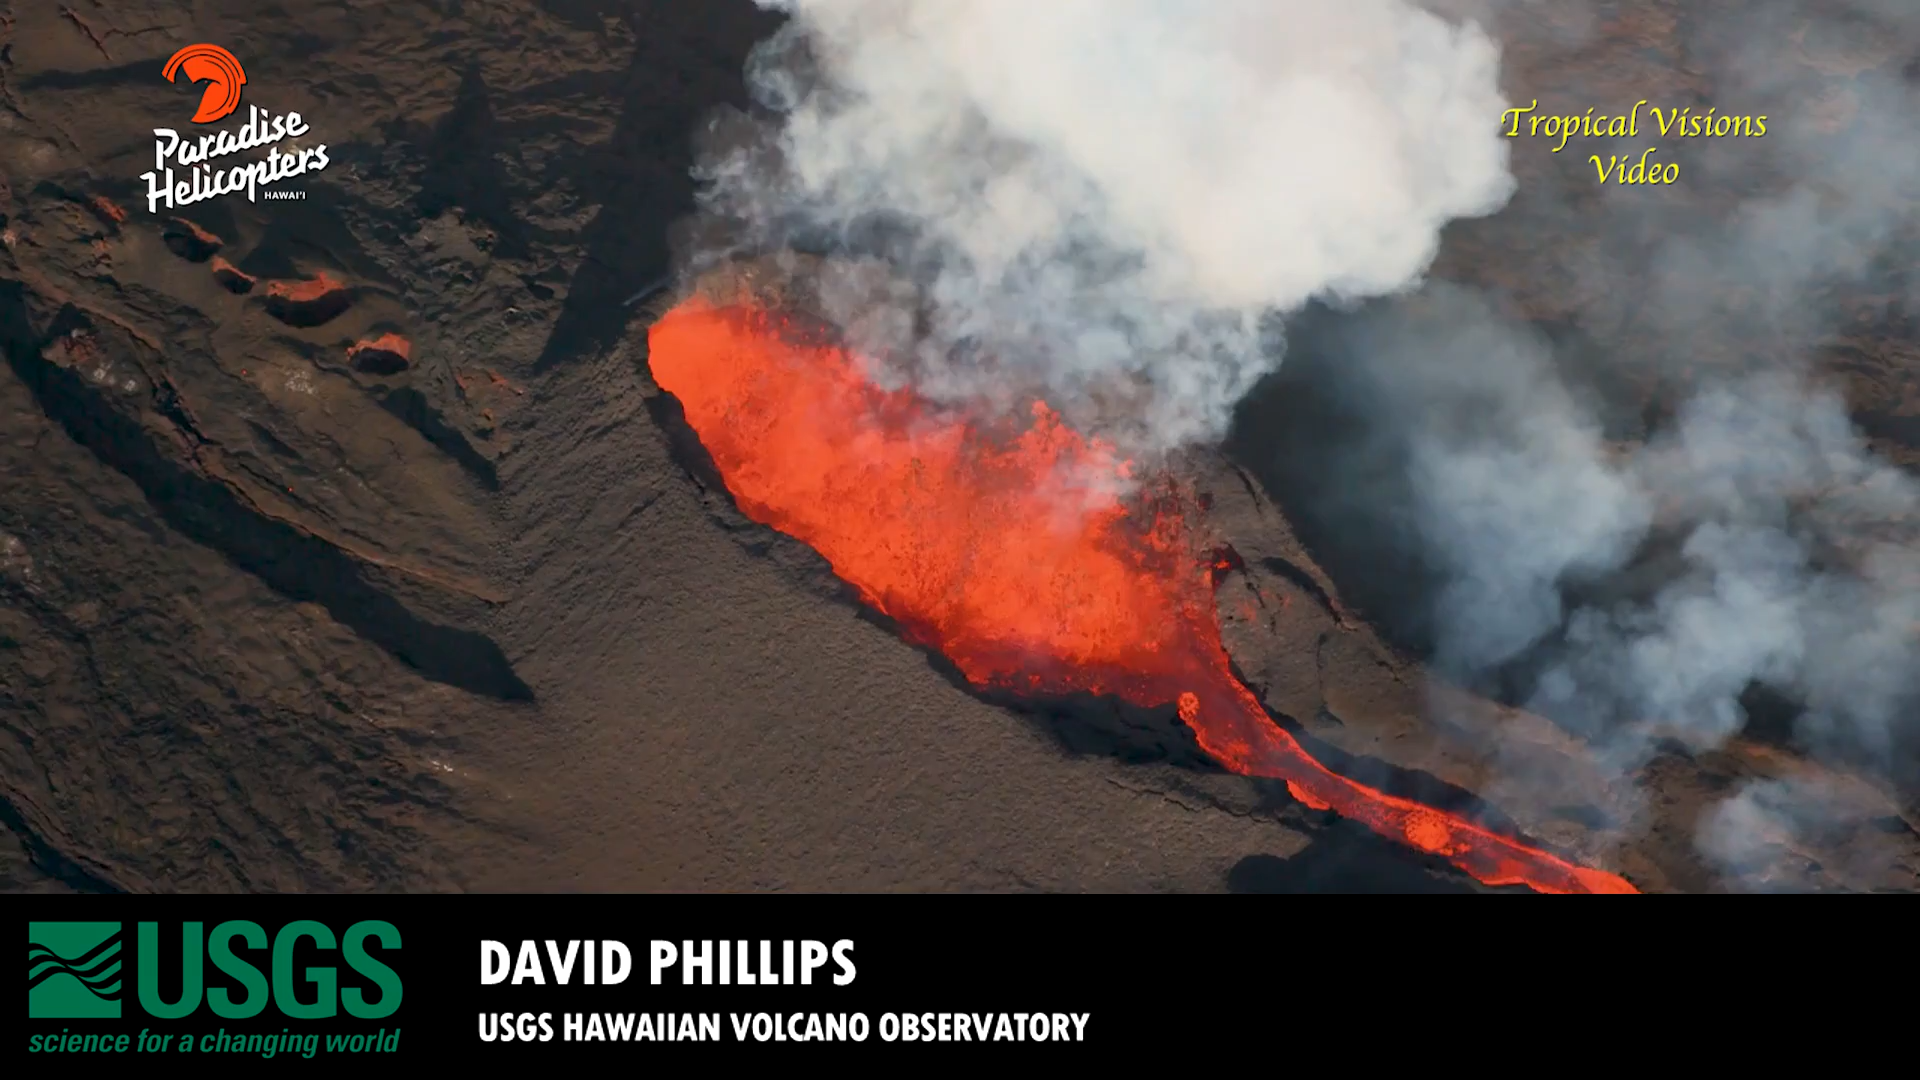 Paradise
Helicopters
HAWAI'I
Tropical Visions
Video
USGS
science for a changing world
DAVID PHILLIPS
USGS HAWAIIAN VOLCANO OBSERVATORY